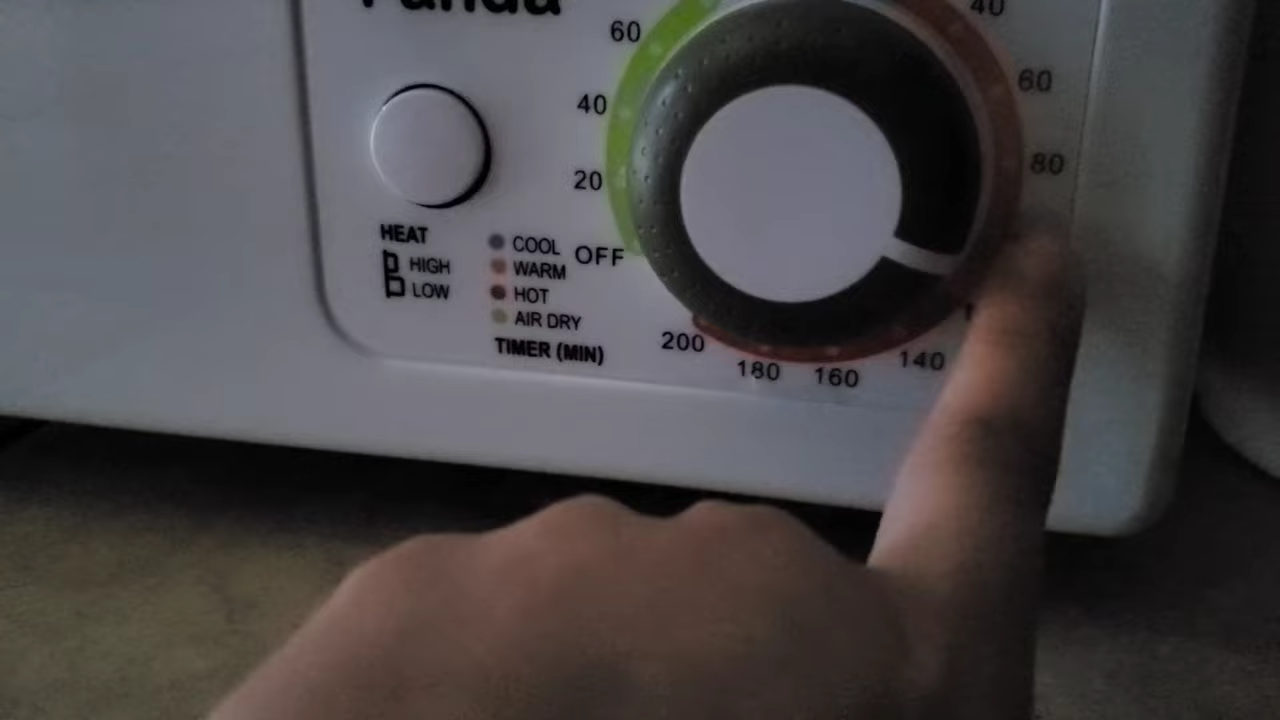 Panda
60
40
20
OFF
40
60
80
140
160
180
200
HEAT
HIGH
LOW
COOL
WARM
HOT
AIR DRY
TIMER (MIN)